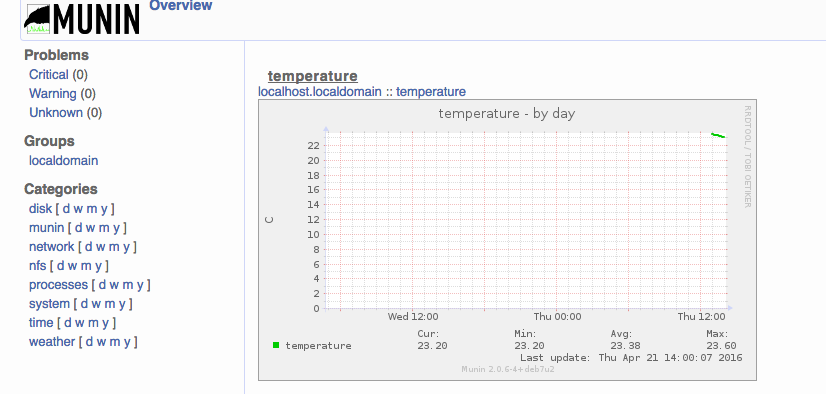 MUNIN
Overview
Problems
Critical (0)
Warning (0)
Unknown (0)
Groups
localdomain
Categories
disk [ d w m y ]
munin [ d w m y ]
network [ d w m y ]
nfs [ d w m y ]
processes [ d w m y ]
system [ d w m y ]
time [ d w m y ]
weather [ d w m y ]
temperature
localhost.localdomain :: temperature
temperature - by day
RRDTOOL / TOBI OETIKER
C
22
20
18
16
14
12
10
8
6
4
2
0
Wed 12:00 Thu 00:00 Thu 12:00
Cur: Min: Avg: Max:
temperature 23.20 23.20 23.38 23.60
Last update: Thu Apr 21 14:00:07 2016
Munin 2.0.6-4+deb7u2